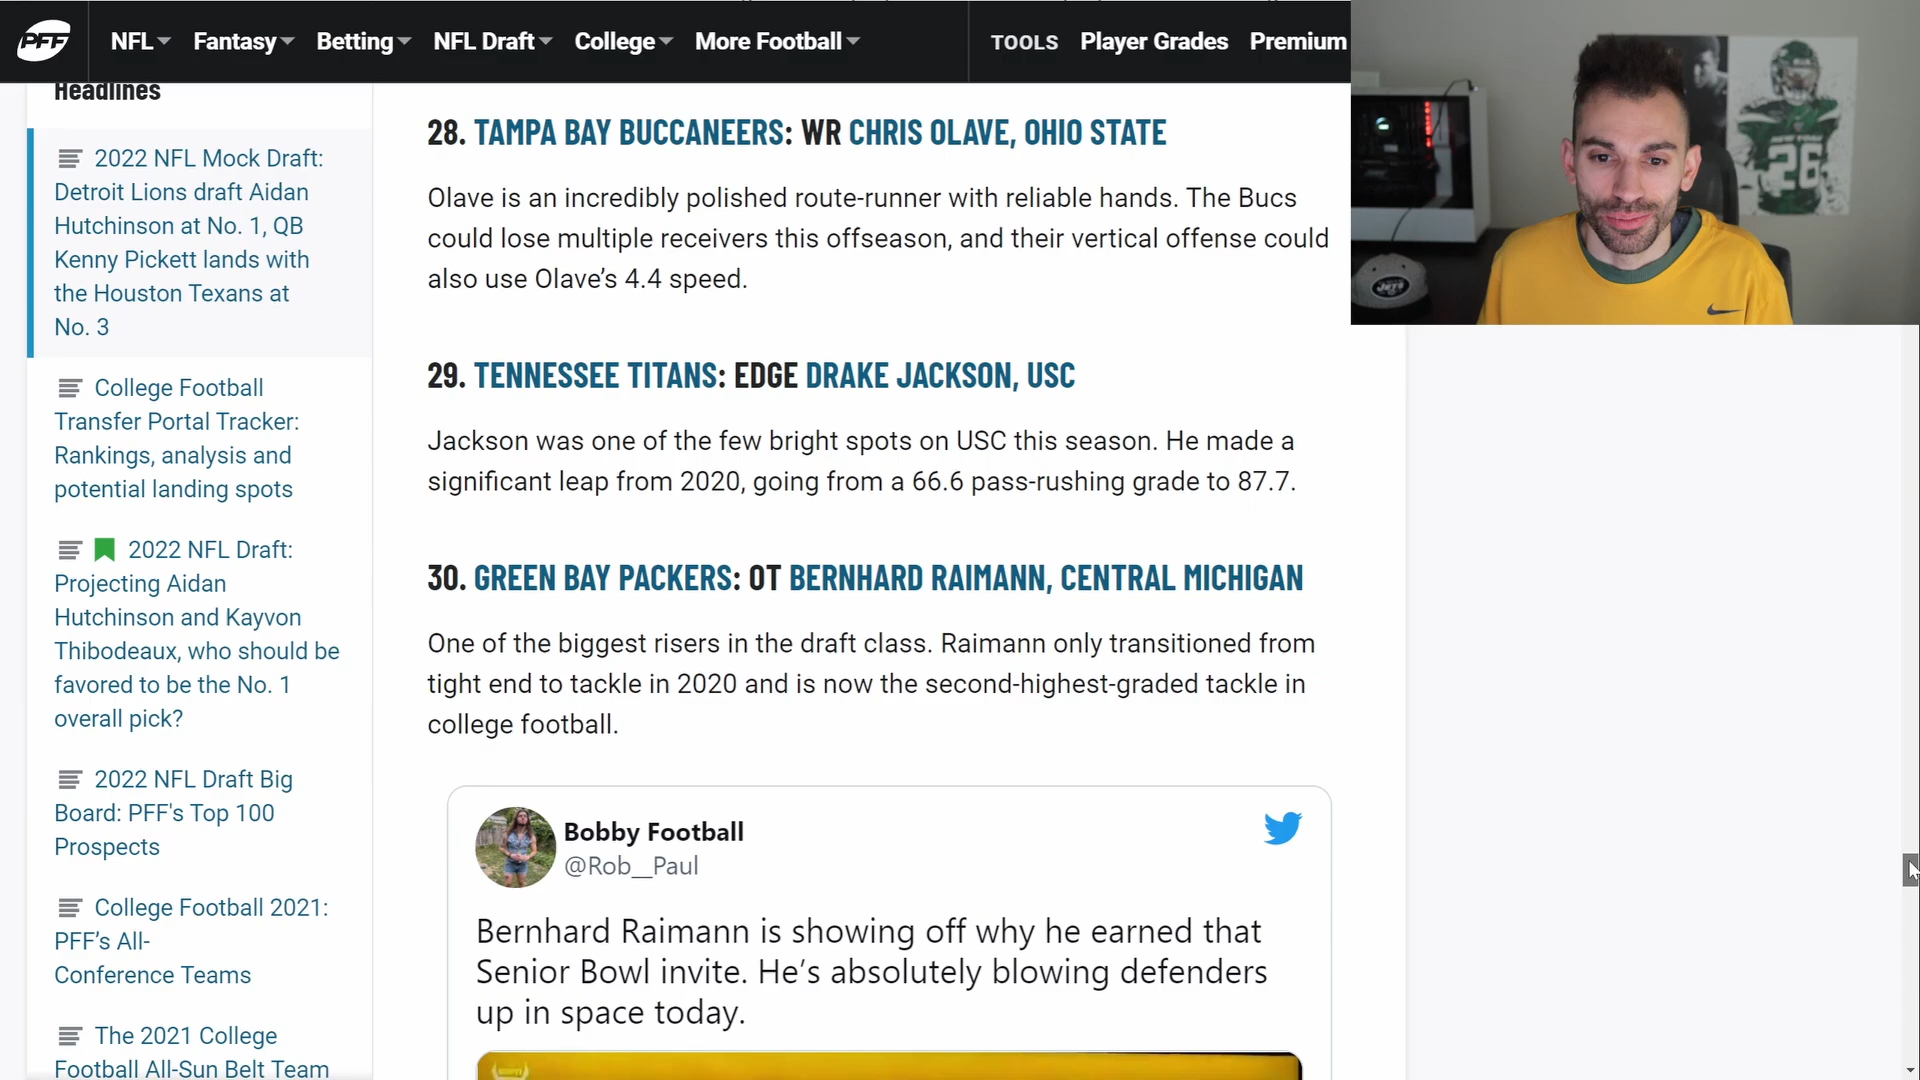 PFF
NFL
Fantasy
Betting
NFL Draft
College
More Football
TOOLS
Player Grades
Premium
Headlines
2022 NFL Mock Draft:
Detroit Lions draft Aidan
Hutchinson at No. 1, QB
Kenny Pickett lands with
the Houston Texans at
No. 3
College Football
Transfer Portal Tracker:
Rankings, analysis and
potential landing spots
2022 NFL Draft:
Projecting Aidan
Hutchinson and Kayvon
Thibodeaux, who should be
favored to be the No. 1
overall pick?
2022 NFL Draft Big
Board: PFF's Top 100
Prospects
College Football 2021:
PFF’s All-
Conference Teams
The 2021 College
Football All-Sun Belt Team
28. TAMPA BAY BUCCANEERS: WR CHRIS OLAVE, OHIO STATE
Olave is an incredibly polished route-runner with reliable hands. The Bucs
could lose multiple receivers this offseason, and their vertical offense could
also use Olave’s 4.4 speed.
29. TENNESSEE TITANS: EDGE DRAKE JACKSON, USC
Jackson was one of the few bright spots on USC this season. He made a
significant leap from 2020, going from a 66.6 pass-rushing grade to 87.7.
30. GREEN BAY PACKERS: OT BERNHARD RAIMANN, CENTRAL MICHIGAN
One of the biggest risers in the draft class. Raimann only transitioned from
tight end to tackle in 2020 and is now the second-highest-graded tackle in
college football.
Bobby Football
@Rob__Paul
Bernhard Raimann is showing off why he earned that
Senior Bowl invite. He’s absolutely blowing defenders
up in space today.
JETS
NEW YORK
26